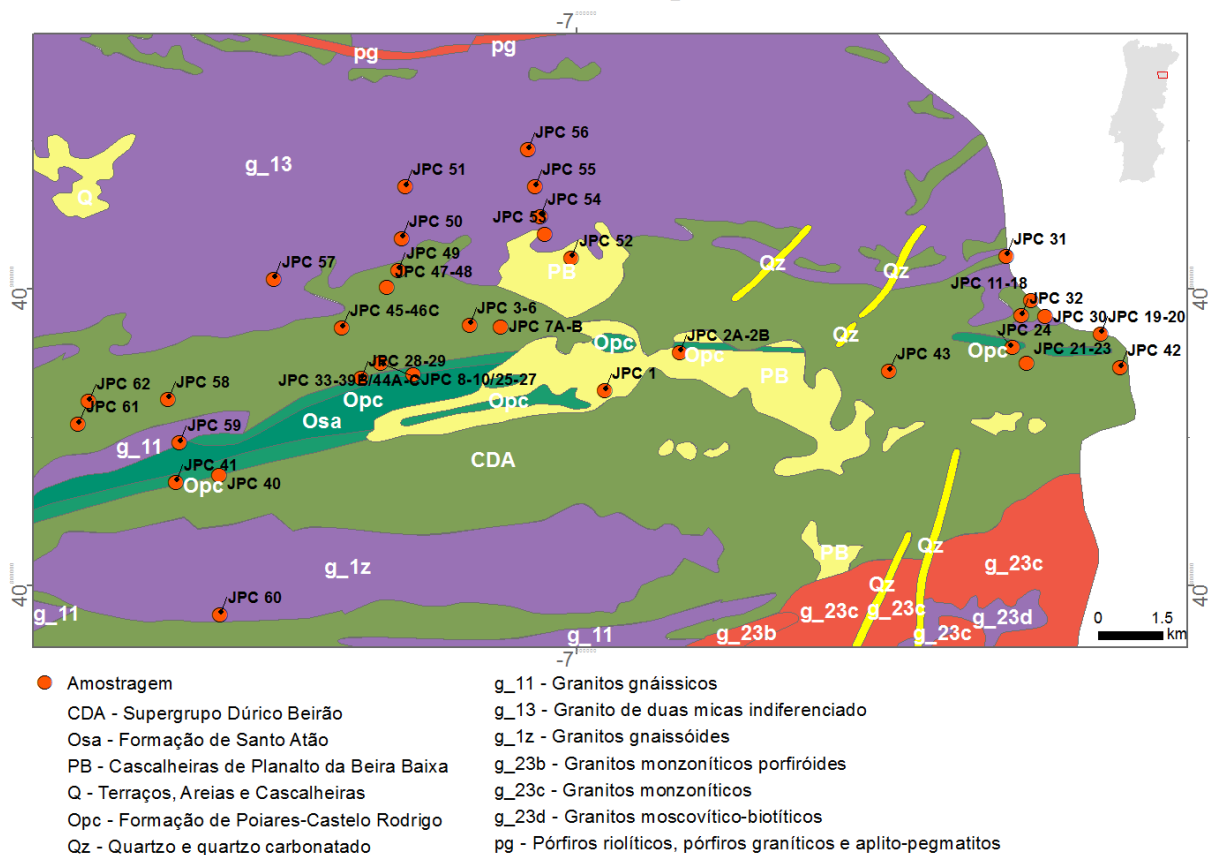 -7
pg
pg
JPC 56
g_13
JPC 51
JPC 55
Q
JPC 54
JPC 53
JPC 50
JPC 52
JPC 31
JPC 49
JPC 57
PB
Qz
Qz
JPC 47-48
JPC 11-18
40
40
JPC 32
JPC 45-46C
JPC 3-6
JPC 30
JPC 19-20
JPC 7A-B
JPC 2A-2B
Qz
JPC 24
Opc
Opc
Opc
JPC 43
JPC 21-23
JPC 42
JPC 28-29
JPC 33-39B/44A-C
JPC 8-10/25-27
PB
JPC 1
JPC 62
JPC 58
Opc
Opc
JPC 61
Osa
JPC 59
g_11
CDA
JPC 41
Opc
JPC 40
Qz
PB
g_1z
g_23c
Qz
40
40
g_11
JPC 60
g_23c
g_23c
g_23d
g_11
g_23b
g_23c
0 1.5
km
-7
Amostragem
CDA - Supergrupo Dúrico Beirão
Osa - Formação de Santo Atão
PB - Cascalheiras de Planalto da Beira Baixa
Q - Terraços, Areias e Cascalheiras
Opc - Formação de Poiares-Castelo Rodrigo
Qz - Quartzo e quartzo carbonatado
g_11 - Granitos gnáissicos
g_13 - Granito de duas micas indiferenciado
g_1z - Granitos gnaissóides
g_23b - Granitos monzoníticos porfiróides
g_23c - Granitos monzoníticos
g_23d - Granitos moscovítico-biotíticos
pg - Pórfiros riolíticos, pórfiros graníticos e aplito-pegmatitos